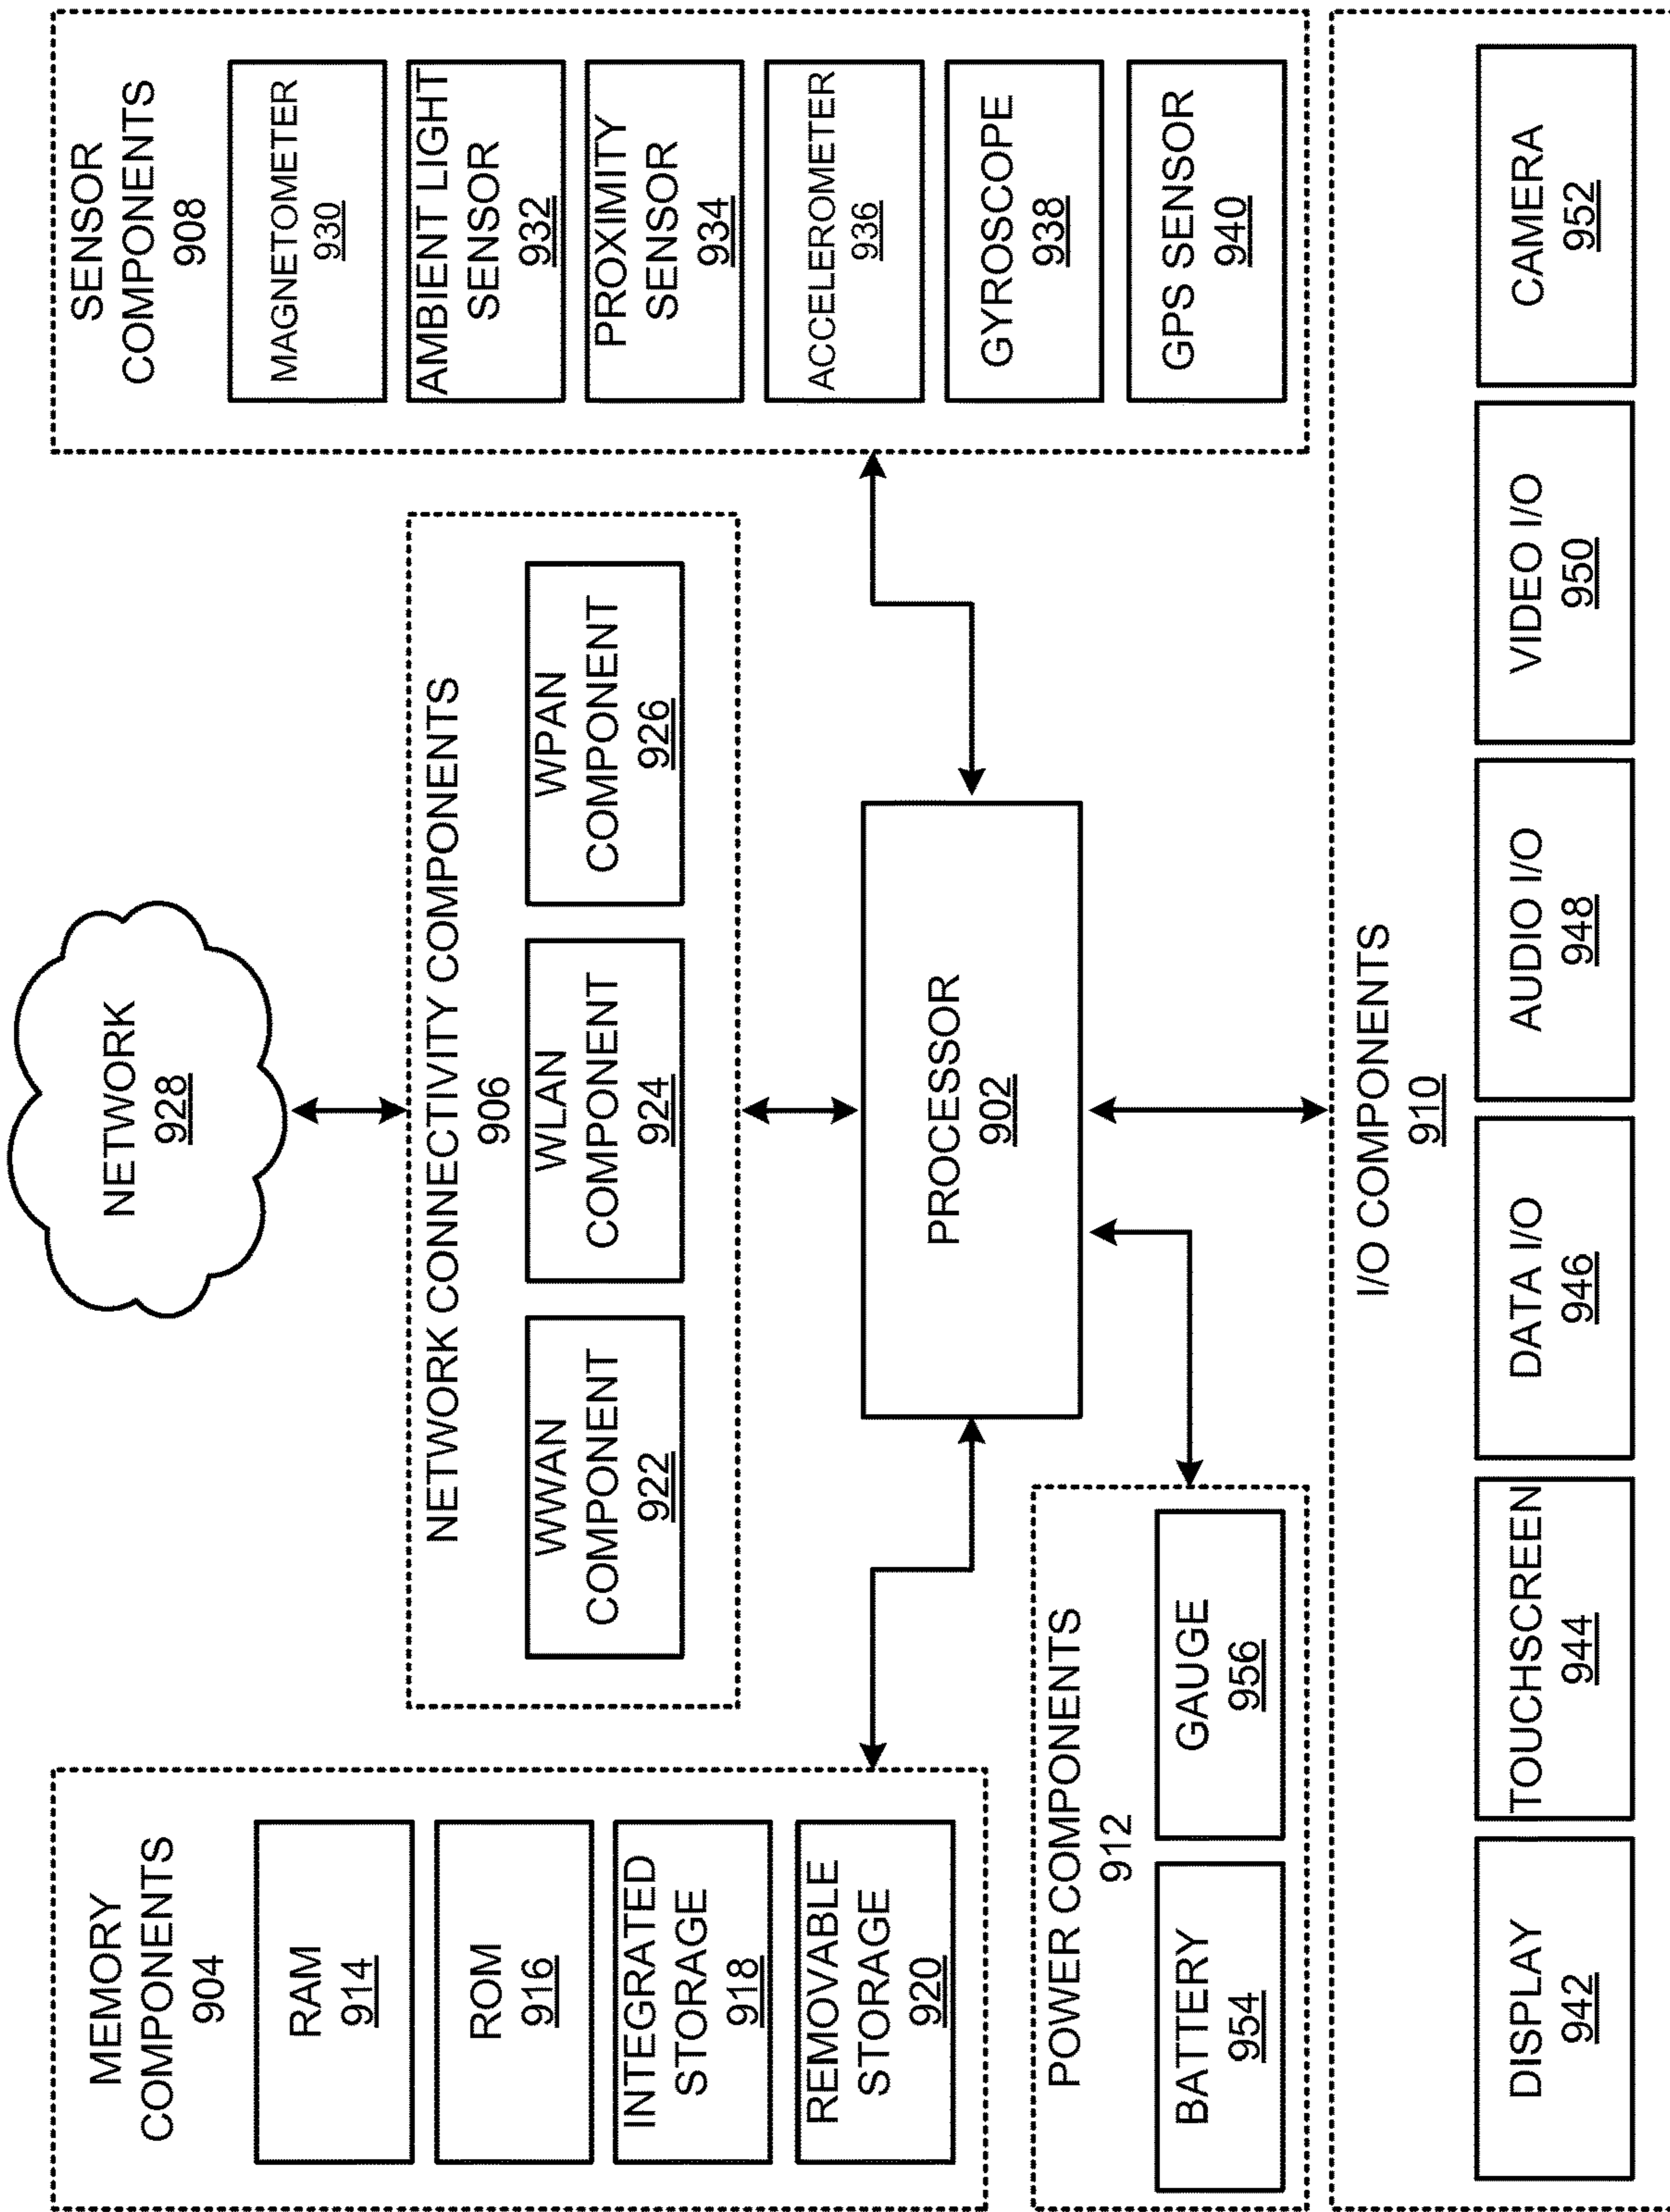 NETWORK
928
MEMORY
COMPONENTS
904
RAM
914
ROM
916
INTEGRATED
STORAGE
918
REMOVABLE
STORAGE
920
NETWORK CONNECTIVITY COMPONENTS
906
WWAN
COMPONENT
922
WLAN
COMPONENT
924
WPAN
COMPONENT
926
SENSOR
COMPONENTS
908
MAGNETOMETER
930
AMBIENT LIGHT
SENSOR
932
PROXIMITY
SENSOR
934
ACCELEROMETER
936
GYROSCOPE
938
GPS SENSOR
940
PROCESSOR
902
POWER COMPONENTS
912
BATTERY
954
GAUGE
956
I/O COMPONENTS
910
DISPLAY
942
TOUCHSCREEN
944
DATA I/O
946
AUDIO I/O
948
VIDEO I/O
950
CAMERA
952